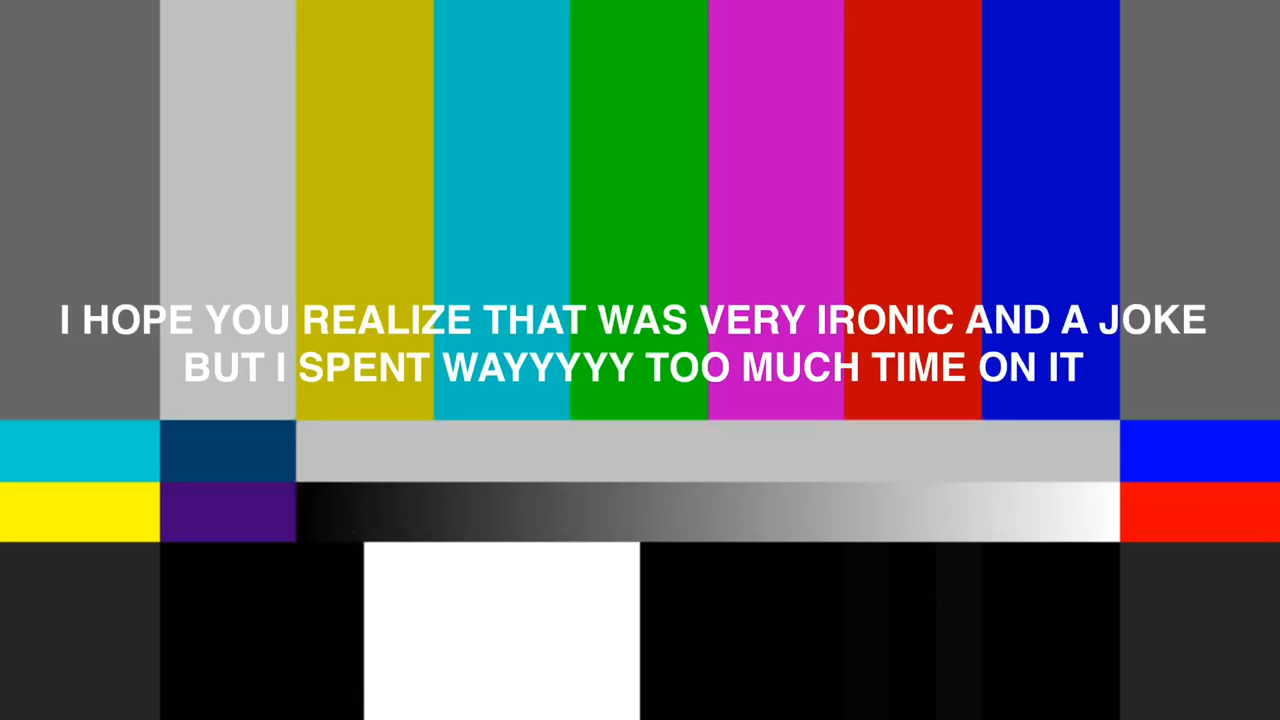 I HOPE YOU REALIZE THAT WAS VERY IRONIC AND A JOKE
BUT I SPENT WAYYYYY TOO MUCH TIME ON IT